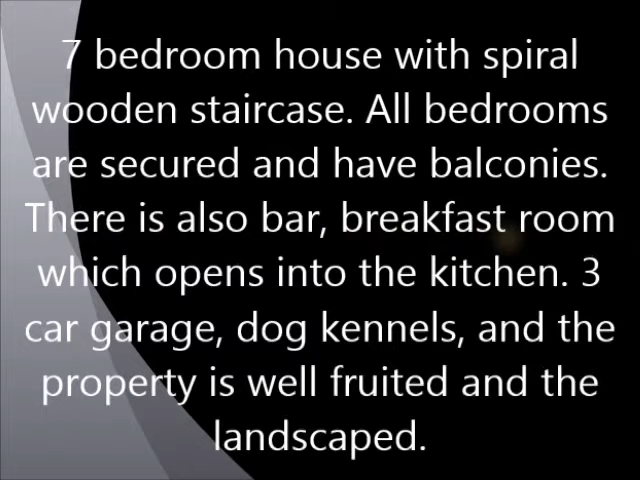 7 bedroom house with spiral
wooden staircase. All bedrooms
are secured and have balconies.
There is also bar, breakfast room
which opens into the kitchen. 3
car garage, dog kennels, and the
property is well fruited and the
landscaped.